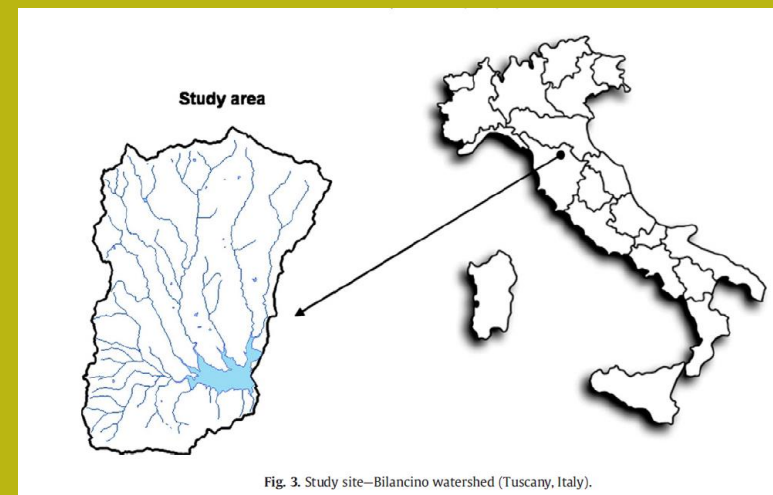 Study area
Fig. 3. Study site—Bilancino watershed (Tuscany, Italy).